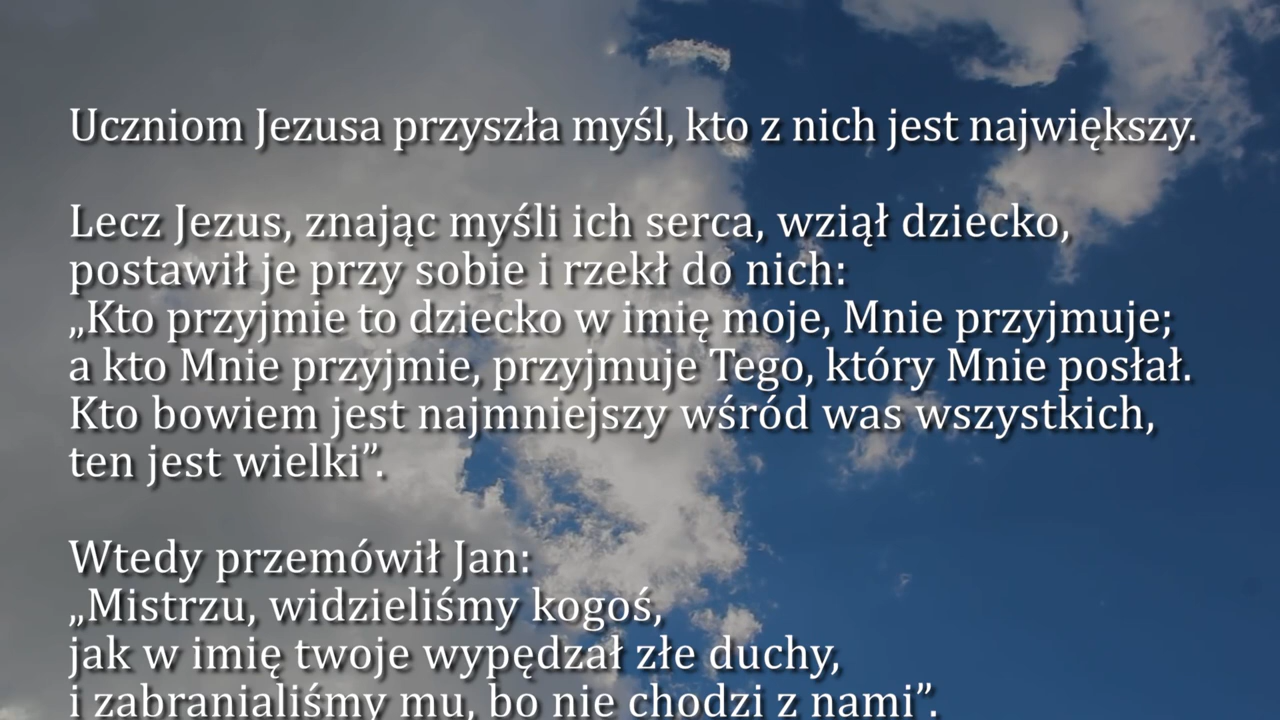 Uczniom Jezusa przyszła myśl, kto z nich jest największy.
Lecz Jezus, znając myśli ich serca, wziął dziecko,
postawił je przy sobie i rzekł do nich:
„Kto przyjmie to dziecko w imię moje, Mnie przyjmuje;
a kto Mnie przyjmie, przyjmuje Tego, który Mnie posłał.
Kto bowiem jest najmniejszy wśród was wszystkich,
ten jest wielki”.
Wtedy przemówił Jan:
„Mistrzu, widzieliśmy kogoś,
jak w imię twoje wypędzał złe duchy,
i zabranialiśmy mu, bo nie chodzi z nami”.